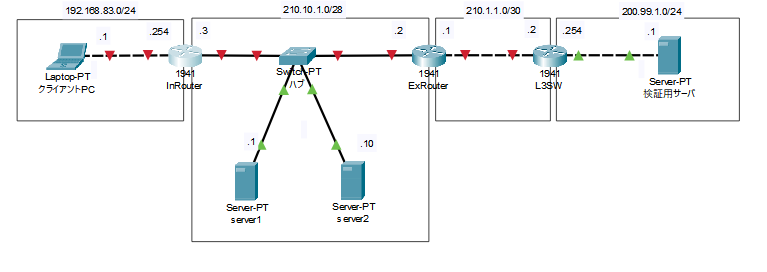 192.168.83.0/24
210.10.1.0/28
210.1.1.0/30
200.99.1.0/24
.1
.254
.3
.2
.1
.2
.254
.1
Laptop-PT
クライアントPC
1941
InRouter
Switch-PT
ハブ
1941
ExRouter
1941
L3SW
Server-PT
検証用サーバ
.1
.10
Server-PT
server1
Server-PT
server2